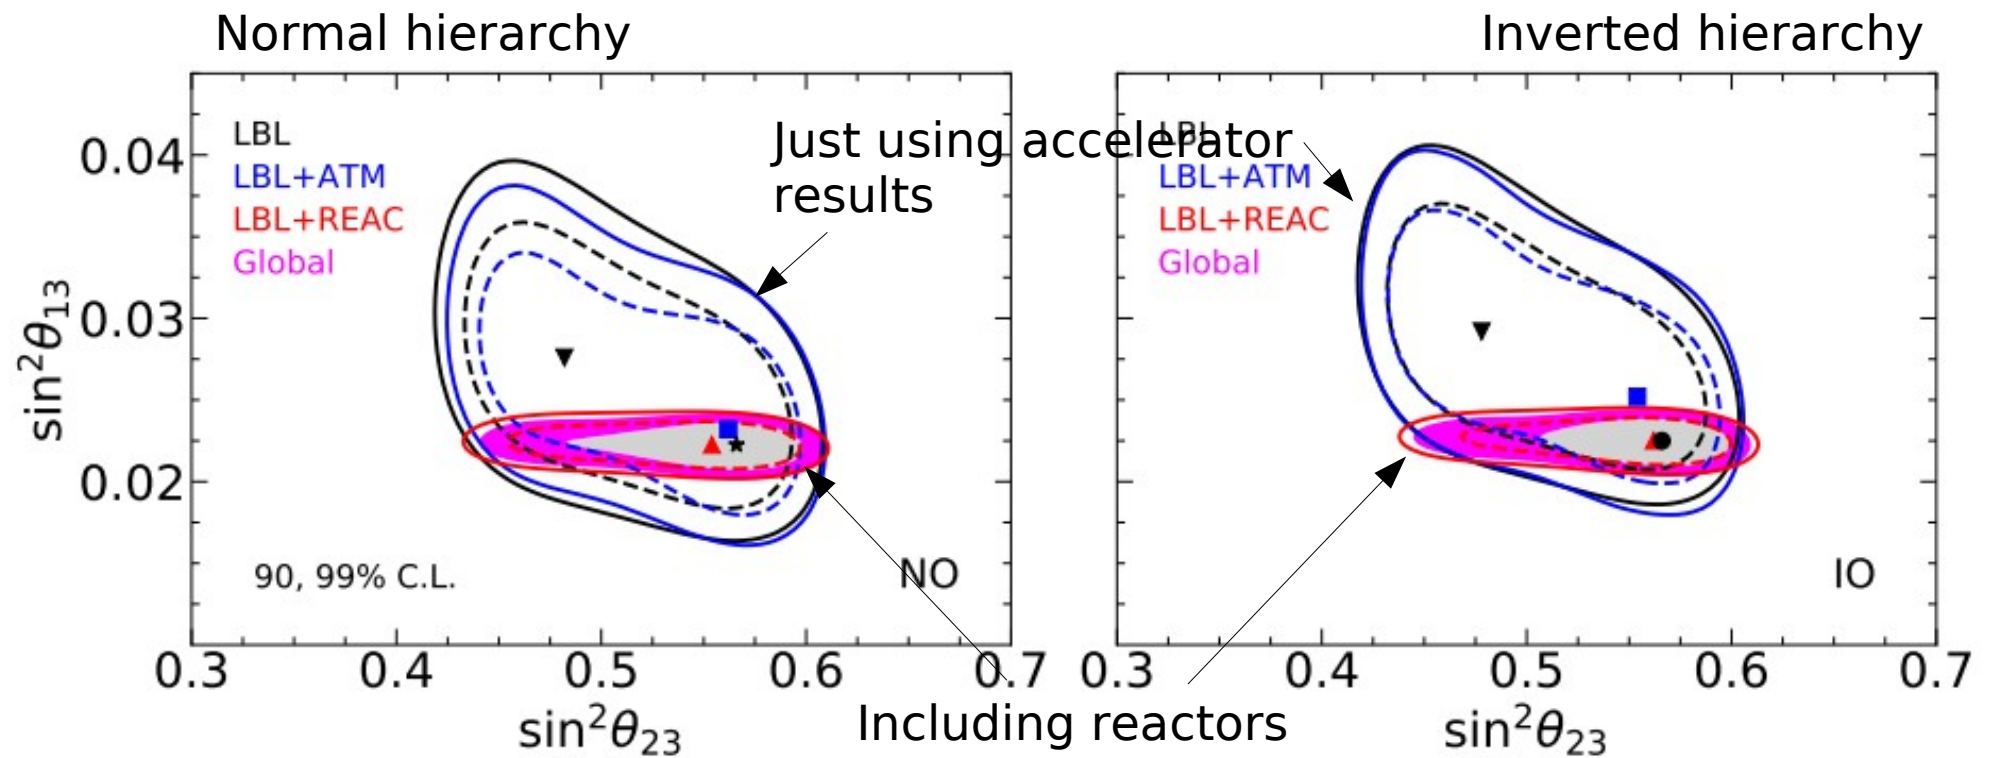 Normal hierarchy
Inverted hierarchy
LBL
LBL+ATM
LBL+REAC
Global
Just using accelerator
results
LBL
LBL+ATM
LBL+REAC
Global
0.04
0.03
0.02
sin²θ₁₃
90, 99% C.L.
NO
IO
0.3
0.4
0.5
0.6
0.7
0.3
0.4
0.5
0.6
0.7
sin²θ₂₃
Including reactors
sin²θ₂₃